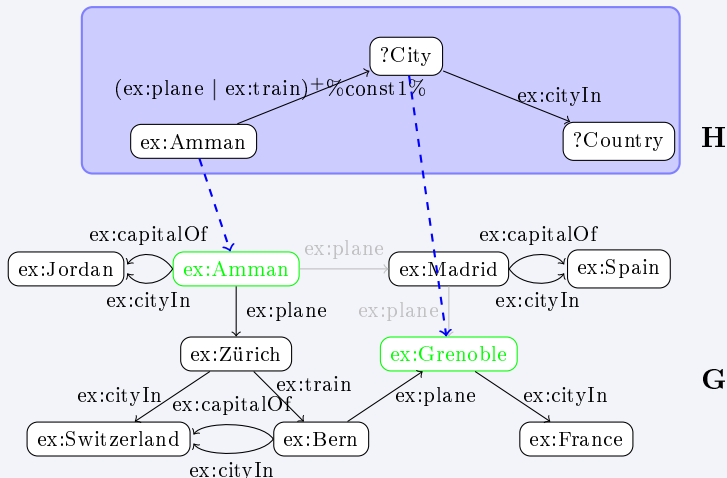 ?City
(ex:plane | ex:train)+%const1%
ex:cityIn
ex:Amman
?Country
H
ex:capitalOf
ex:plane
ex:capitalOf
ex:Jordan
ex:Amman
ex:Madrid
ex:Spain
ex:cityIn
ex:cityIn
ex:plane
ex:plane
ex:Zürich
ex:Grenoble
G
ex:cityIn
ex:train
ex:capitalOf
ex:plane
ex:cityIn
ex:Switzerland
ex:Bern
ex:France
ex:cityIn